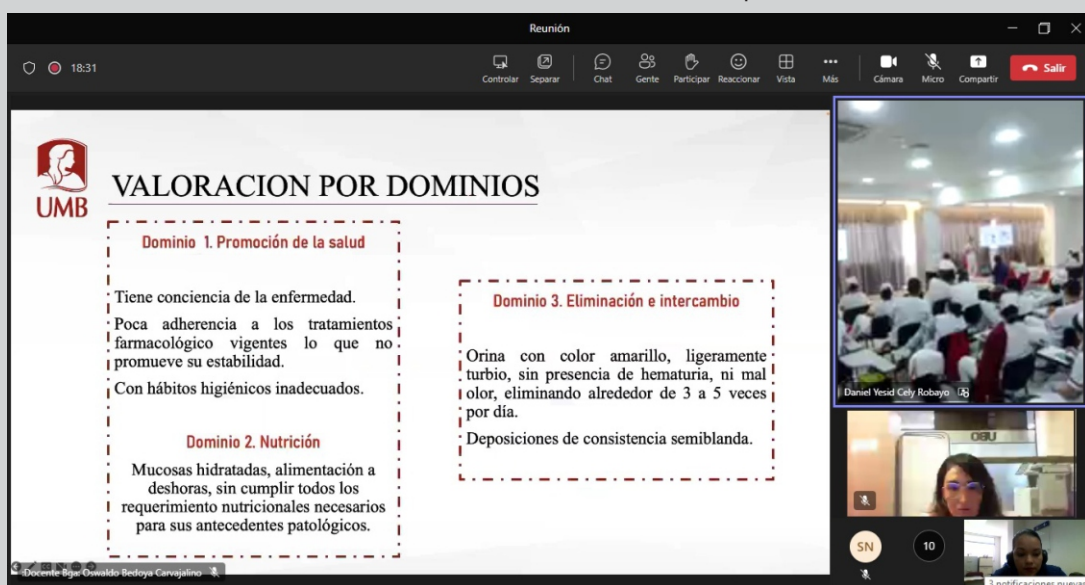 Reunión
18:31
Controlar Separar Chat Gente Participar Reaccionar Vista Más Cámara Micro Compartir Salir
UMB
VALORACION POR DOMINIOS
Dominio 1. Promoción de la salud
Tiene conciencia de la enfermedad.
Poca adherencia a los tratamientos
farmacológico vigentes lo que no
promueve su estabilidad.
Con hábitos higiénicos inadecuados.
Dominio 2. Nutrición
Mucosas hidratadas, alimentación a
deshoras, sin cumplir todos los
requerimiento nutricionales necesarios
para sus antecedentes patológicos.
Dominio 3. Eliminación e intercambio
Orina con color amarillo, ligeramente
turbio, sin presencia de hematuria, ni mal
olor, eliminando alrededor de 3 a 5 veces
por día.
Deposiciones de consistencia semiblanda.
Docente Bga: Oswaldo Bedoya Carvajalino
Daniel Yesid Cely Robayo
SN
10
3 notificaciones nuevas